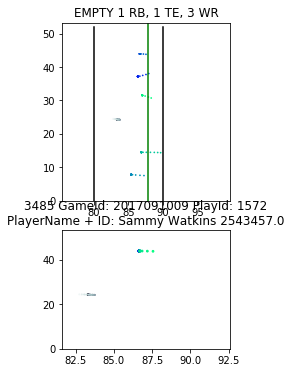 EMPTY 1 RB, 1 TE, 3 WR
50
40
30
20
10
0
80 85 90 95
3485 GameId: 2017091009 PlayId: 1572
PlayerName + ID: Sammy Watkins 2543457.0
40
20
0
82.5 85.0 87.5 90.0 92.5